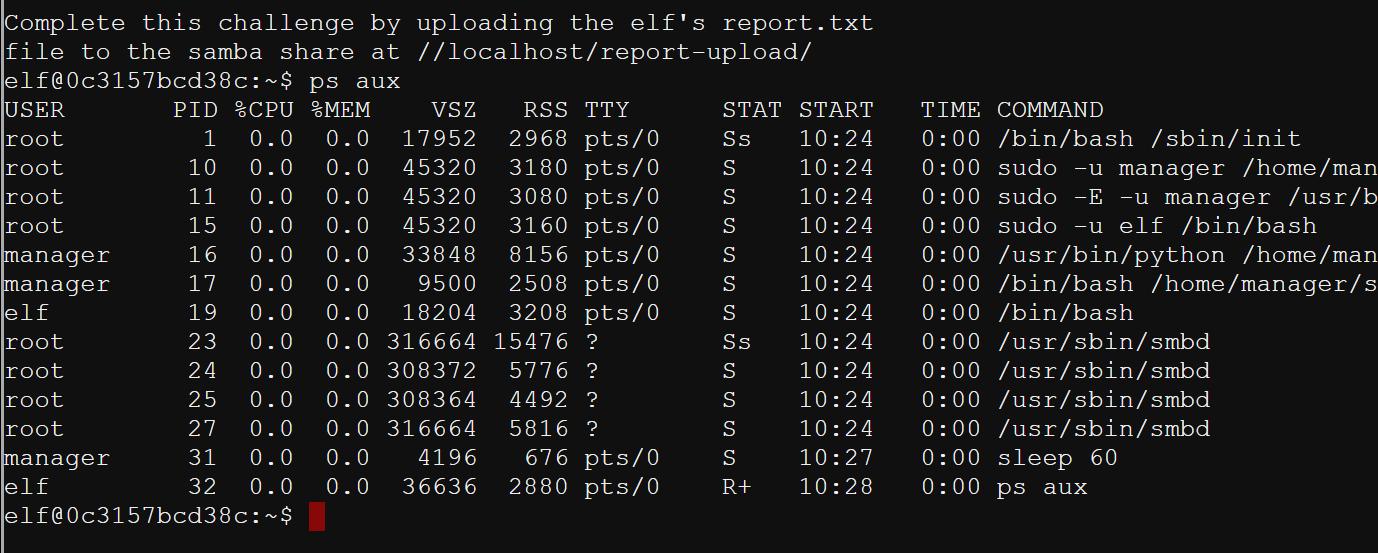 Complete this challenge by uploading the elf's report.txt
file to the samba share at //localhost/report-upload/
elf@0c3157bcd38c:~$ ps aux
USER       PID %CPU %MEM    VSZ   RSS TTY      STAT START   TIME COMMAND
root         1  0.0  0.0  17952  2968 pts/0    Ss   10:24   0:00 /bin/bash /sbin/init
root        10  0.0  0.0  45320  3180 pts/0    S    10:24   0:00 sudo -u manager /home/man
root        11  0.0  0.0  45320  3080 pts/0    S    10:24   0:00 sudo -E -u manager /usr/b
root        15  0.0  0.0  45320  3160 pts/0    S    10:24   0:00 sudo -u elf /bin/bash
manager     16  0.0  0.0  33848  8156 pts/0    S    10:24   0:00 /usr/bin/python /home/man
manager     17  0.0  0.0   9500  2508 pts/0    S    10:24   0:00 /bin/bash /home/manager/s
elf         19  0.0  0.0  18204  3208 pts/0    S    10:24   0:00 /bin/bash
root        23  0.0  0.0 316664 15476 ?        Ss   10:24   0:00 /usr/sbin/smbd
root        24  0.0  0.0 308372  5776 ?        S    10:24   0:00 /usr/sbin/smbd
root        25  0.0  0.0 308364  4492 ?        S    10:24   0:00 /usr/sbin/smbd
root        27  0.0  0.0 316664  5816 ?        S    10:24   0:00 /usr/sbin/smbd
manager     31  0.0  0.0   4196   676 pts/0    S    10:27   0:00 sleep 60
elf         32  0.0  0.0  36636  2880 pts/0    R+   10:28   0:00 ps aux
elf@0c3157bcd38c:~$